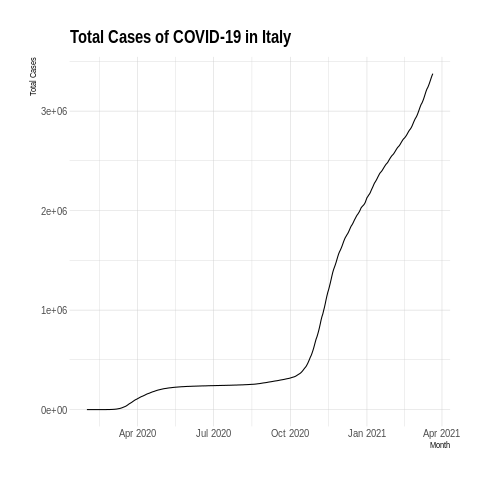 Total Cases of COVID-19 in Italy
Total Cases
3e+06
2e+06
1e+06
0e+00
Apr 2020 Jul 2020 Oct 2020 Jan 2021 Apr 2021
Month